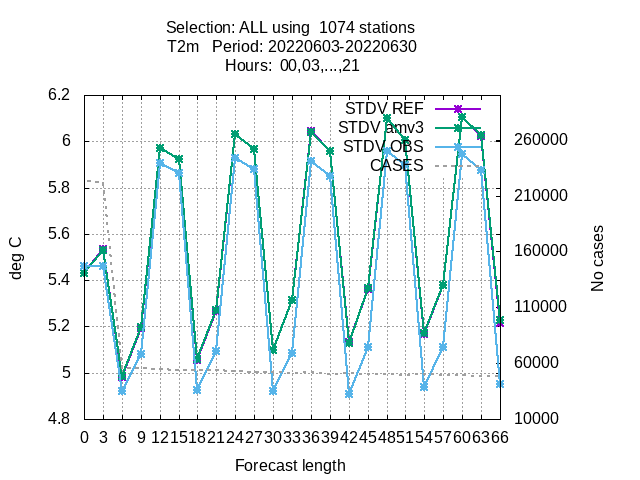 Selection: ALL using  1074 stations
T2m   Period: 20220603-20220630
Hours:  00,03,...,21
6.2
6
5.8
5.6
5.4
5.2
5
4.8
deg C
STDV REF
STDV amv3
STDV OBS
CASES
260000
210000
160000
110000
60000
10000
No cases
0 3 6 9 12 15 18 21 24 27 30 33 36 39 42 45 48 51 54 57 60 63 66
Forecast length